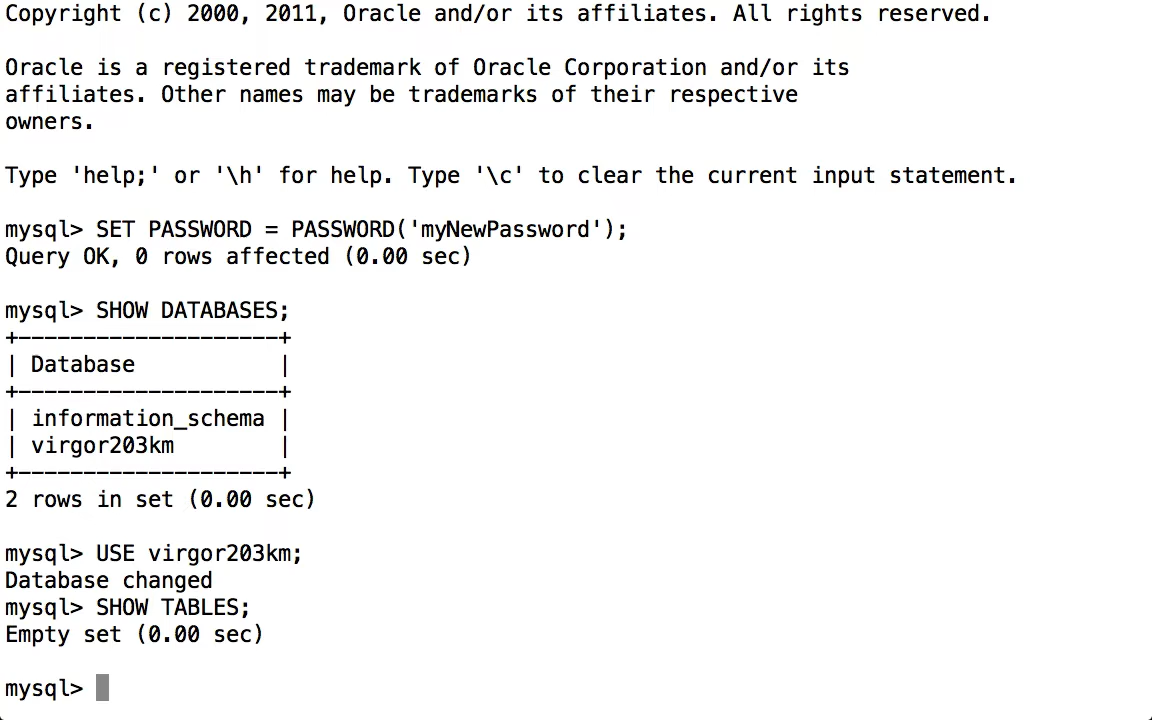 Copyright (c) 2000, 2011, Oracle and/or its affiliates. All rights reserved.
Oracle is a registered trademark of Oracle Corporation and/or its
affiliates. Other names may be trademarks of their respective
owners.
Type 'help;' or '\h' for help. Type '\c' to clear the current input statement.
mysql> SET PASSWORD = PASSWORD('myNewPassword');
Query OK, 0 rows affected (0.00 sec)
mysql> SHOW DATABASES;
+--------------------+
| Database           |
+--------------------+
| information_schema |
| virgor203km        |
+--------------------+
2 rows in set (0.00 sec)
mysql> USE virgor203km;
Database changed
mysql> SHOW TABLES;
Empty set (0.00 sec)
mysql>